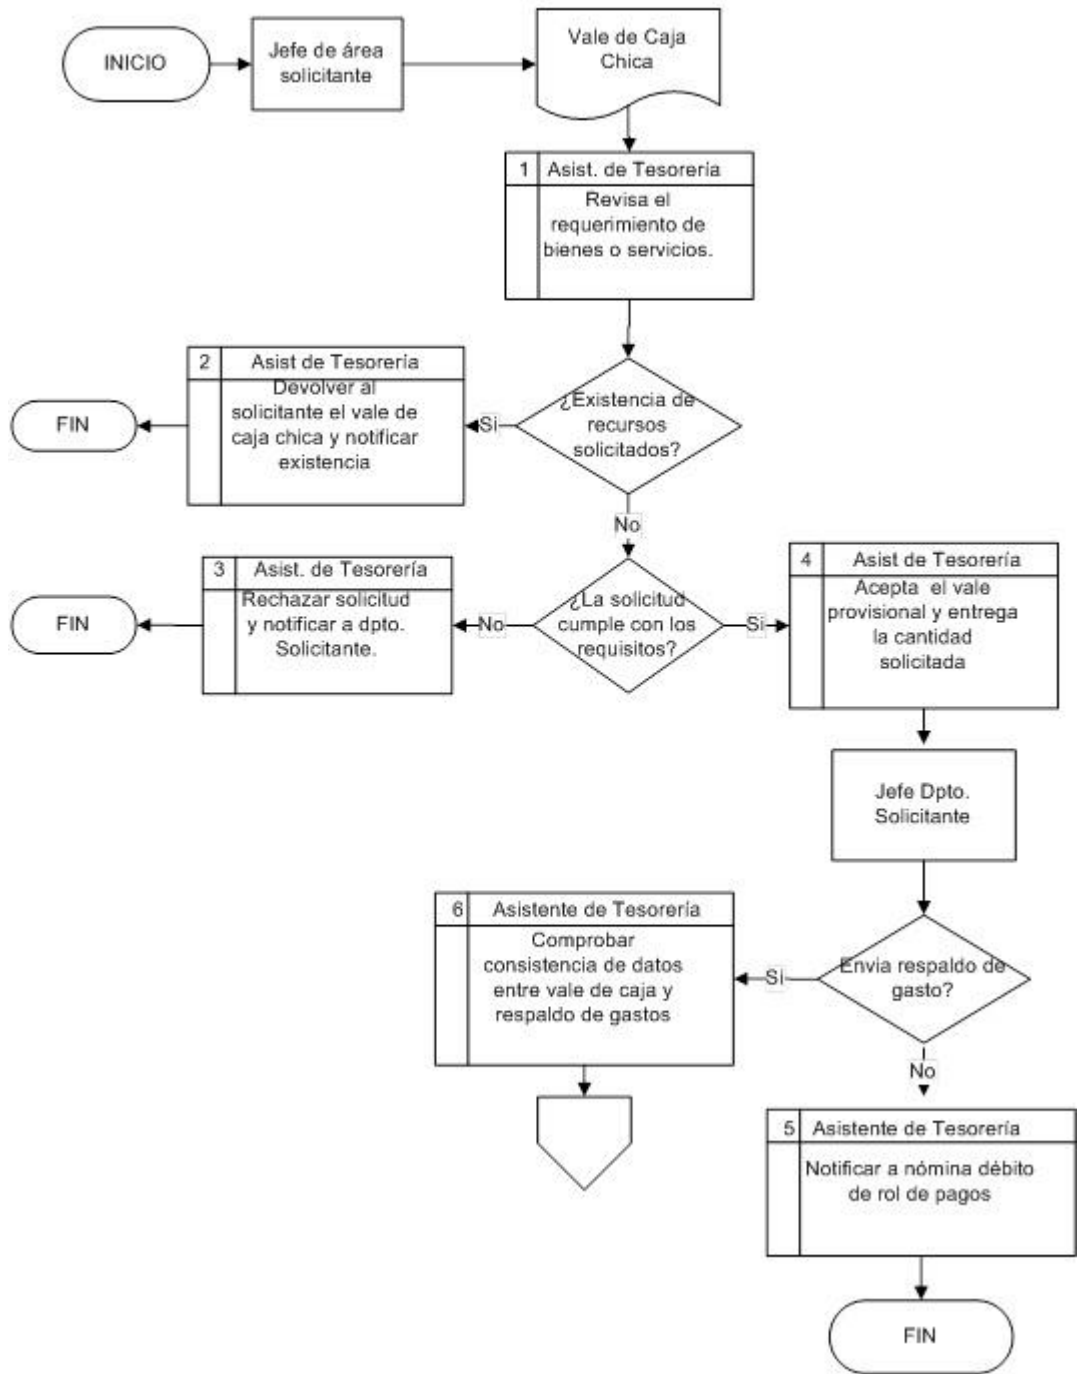 INICIO
Jefe de área
solicitante
Vale de Caja
Chica
1 Asist. de Tesorería
Revisa el
requerimiento de
bienes o servicios.
¿Existencia de
recursos
solicitados?
Si
2 Asist de Tesorería
Devolver al
solicitante el vale de
caja chica y notificar
existencia
FIN
No
¿La solicitud
cumple con los
requisitos?
No
3 Asist. de Tesorería
Rechazar solicitud
y notificar a dpto.
Solicitante.
FIN
Si
4 Asist de Tesorería
Acepta el vale
provisional y entrega
la cantidad
solicitada
Jefe Dpto.
Solicitante
Envia respaldo de
gasto?
Si
6 Asistente de Tesorería
Comprobar
consistencia de datos
entre vale de caja y
respaldo de gastos
No
5 Asistente de Tesorería
Notificar a nómina débito
de rol de pagos
FIN